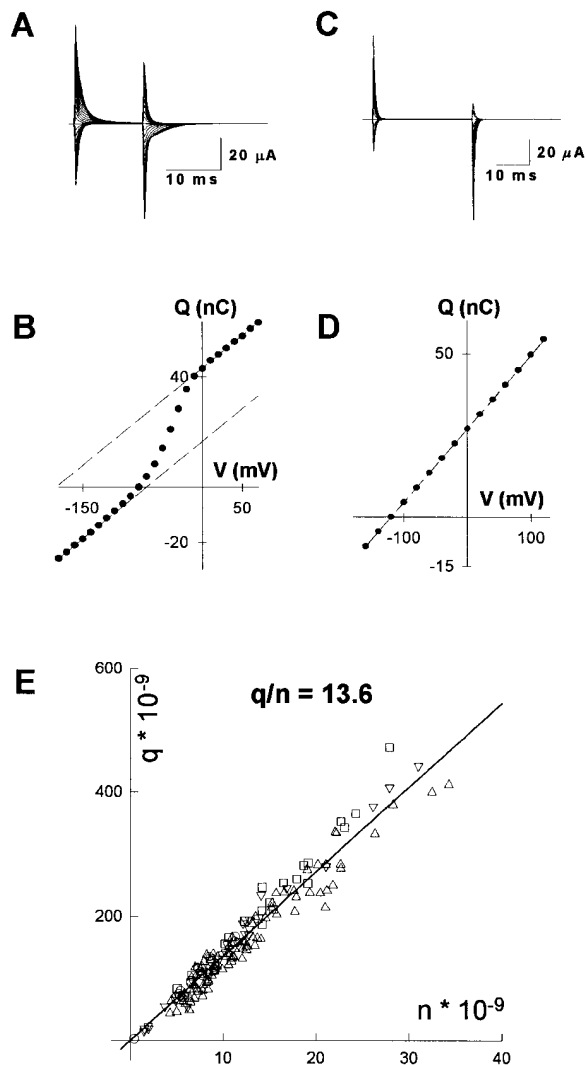 A
C
20 μA
10 ms
20 μA
10 ms
B
Q (nC)
40
V (mV)
-150
50
-20
D
Q (nC)
50
V (mV)
-100
100
-15
E
600
q/n = 13.6
q * 10-9
400
200
n * 10-9
10
20
30
40